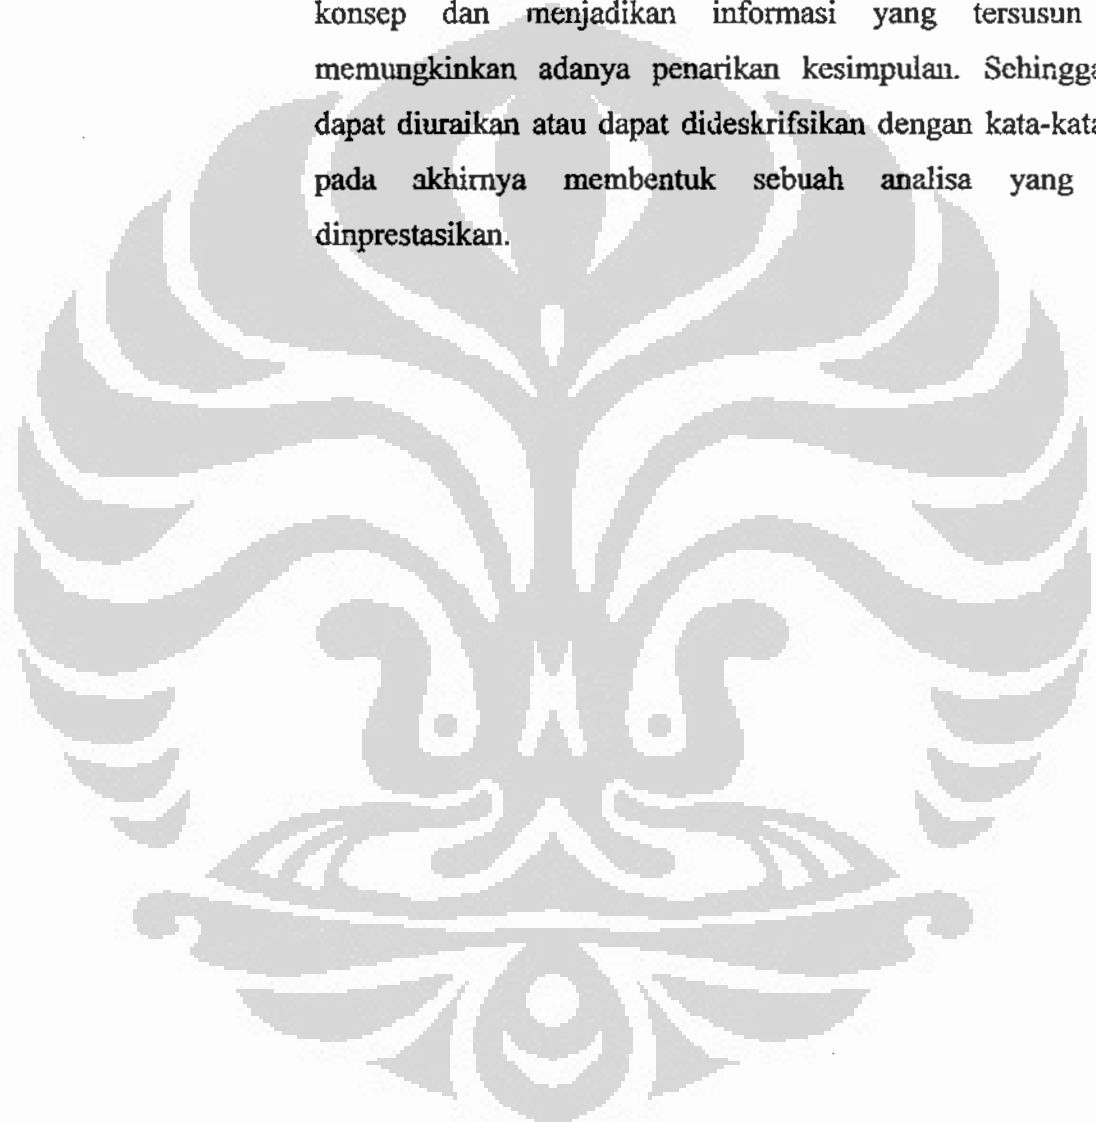 konsep dan menjadikan informasi yang tersusun
memungkinkan adanya penarikan kesimpulan. Sehingga
dapat diuraikan atau dapat dideskrifsikan dengan kata-kata
pada akhirnya membentuk sebuah analisa yang
dinprestasikan.